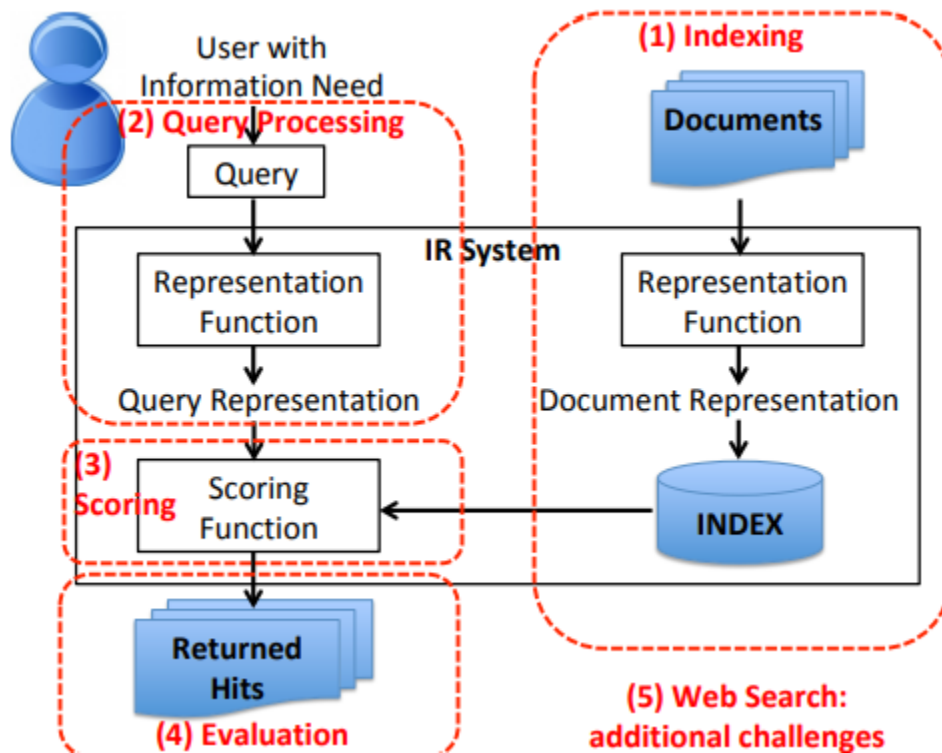 User with
Information Need
(2) Query Processing
Query
(1) Indexing
Documents
IR System
Representation
Function
Query Representation
Representation
Function
Document Representation
(3)
Scoring
Scoring
Function
INDEX
Returned
Hits
(4) Evaluation
(5) Web Search:
additional challenges